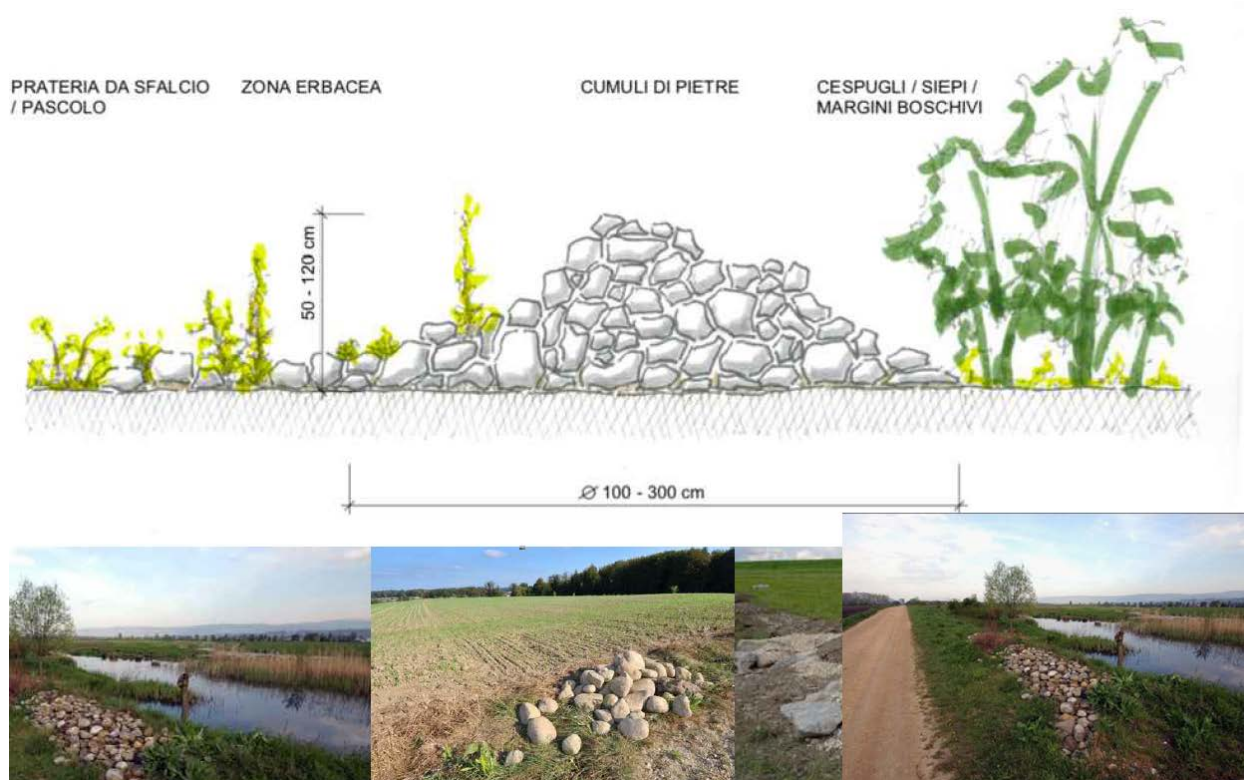 PRATERIA DA SFALCIO
/ PASCOLO
ZONA ERBACEA
CUMULI DI PIETRE
CESPUGLI / SIEPI /
MARGINI BOSCHIVI
50 - 120 cm
Ø 100 - 300 cm